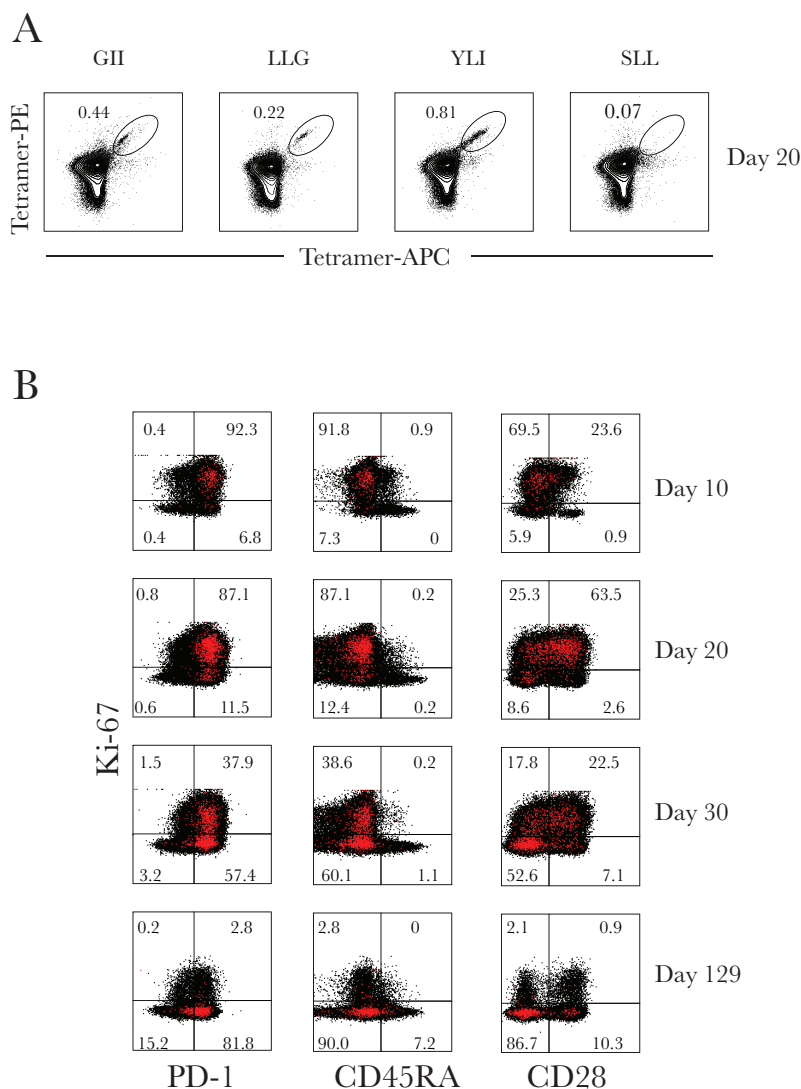 A
GII LLG YLI SLL
0.44 0.22 0.81 0.07
Tetramer-PE
Day 20
Tetramer-APC
B
0.4 92.3 91.8 0.9 69.5 23.6
Day 10
0.4 6.8 7.3 0 5.9 0.9
0.8 87.1 87.1 0.2 25.3 63.5
Day 20
0.6 11.5 12.4 0.2 8.6 2.6
Ki-67
1.5 37.9 38.6 0.2 17.8 22.5
Day 30
3.2 57.4 60.1 1.1 52.6 7.1
0.2 2.8 2.8 0 2.1 0.9
Day 129
15.2 81.8 90.0 7.2 86.7 10.3
PD-1 CD45RA CD28